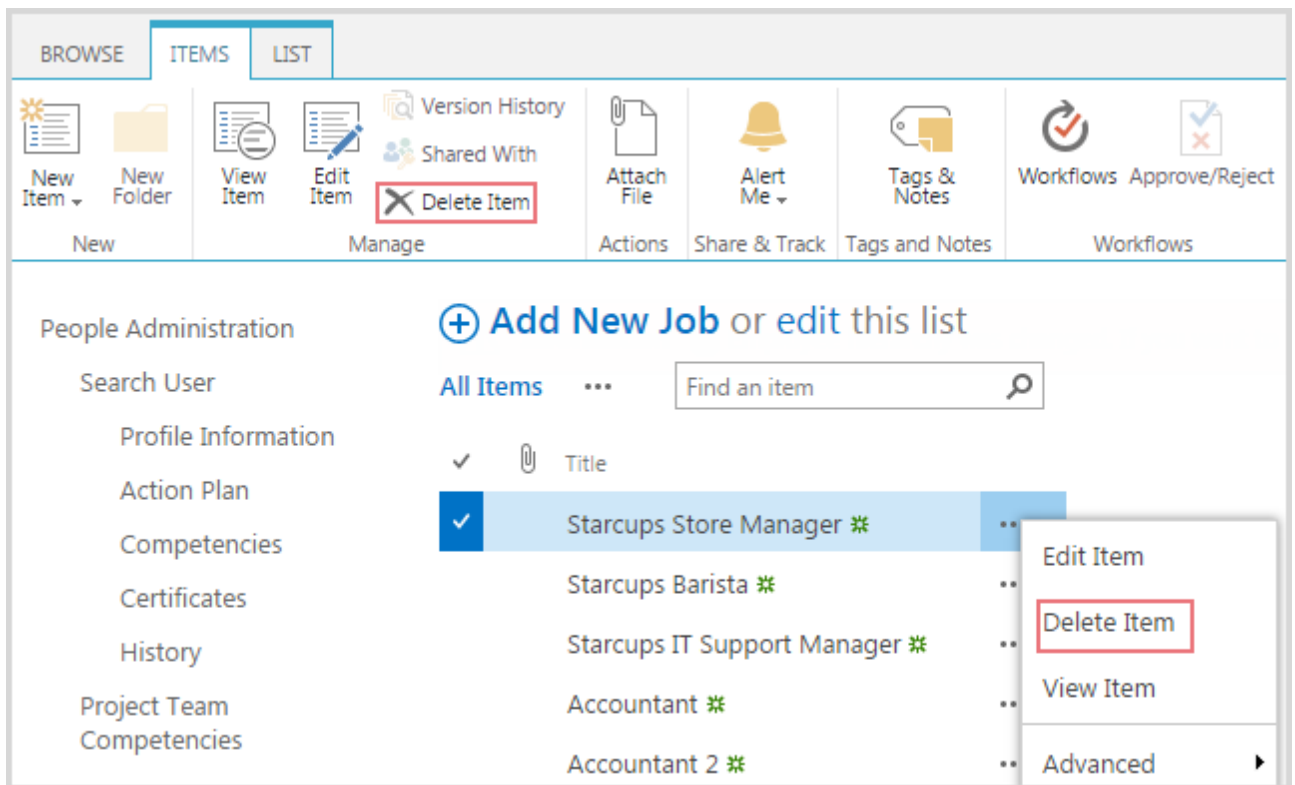 BROWSE ITEMS LIST
New Item
New Folder
View Item
Edit Item
Version History
Shared With
Delete Item
Attach File
Alert Me
Tags & Notes
Workflows
Approve/Reject
New
Manage
Actions
Share & Track
Tags and Notes
Workflows
People Administration
Search User
Profile Information
Action Plan
Competencies
Certificates
History
Project Team
Competencies
Add New Job or edit this list
All Items ••• Find an item
Title
Starcups Store Manager
Starcups Barista
Starcups IT Support Manager
Accountant
Accountant 2
Edit Item
Delete Item
View Item
Advanced